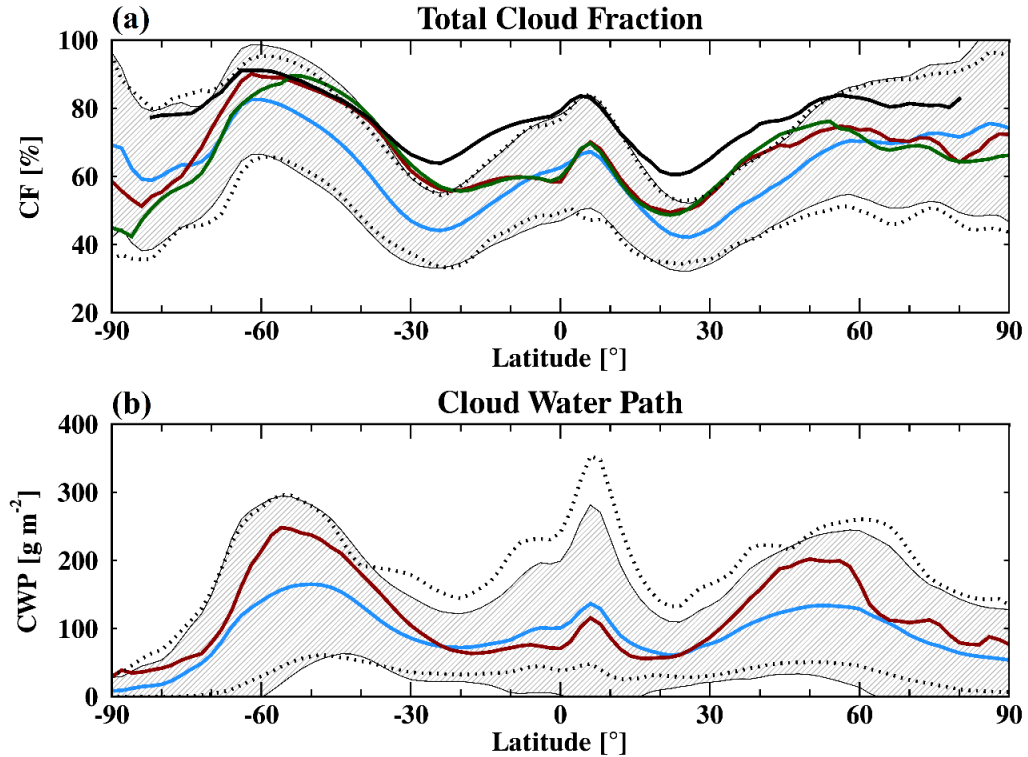 (a) Total Cloud Fraction
100
80
60
40
20
CF [%]
-90 -60 -30 0 30 60 90
Latitude [°]
(b) Cloud Water Path
400
300
200
100
0
CWP [g m-2]
-90 -60 -30 0 30 60 90
Latitude [°]